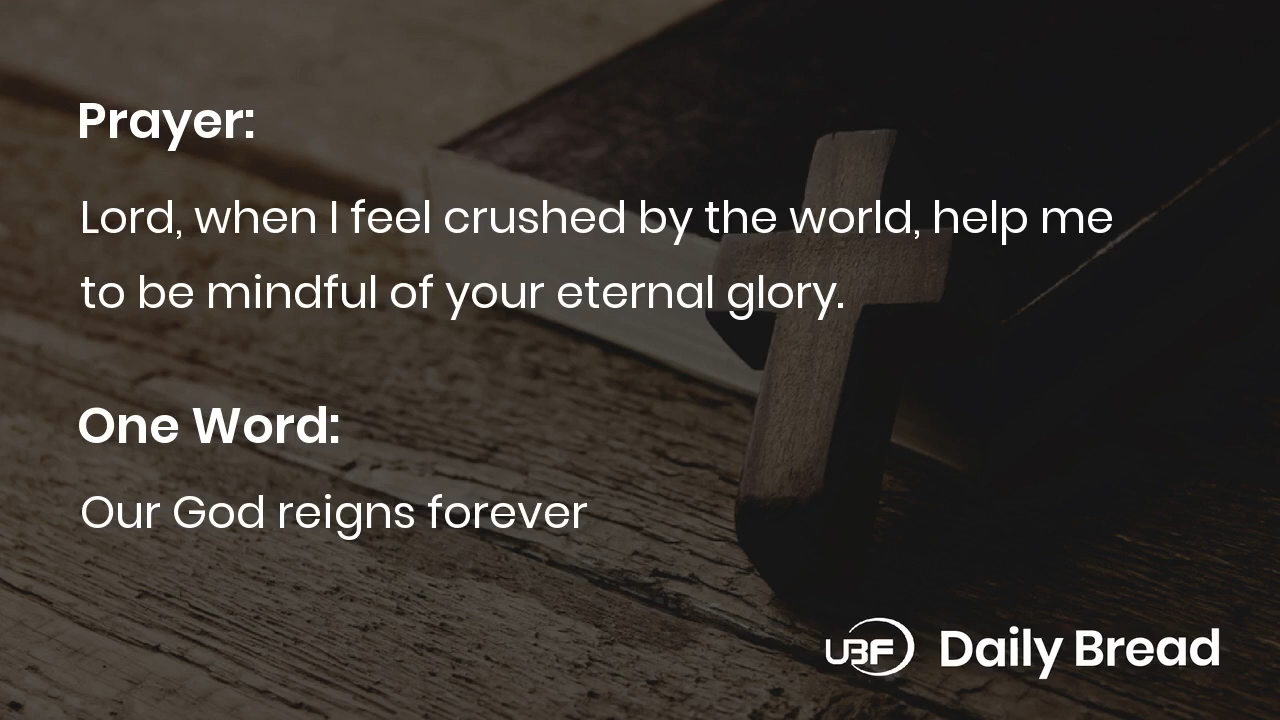 Prayer:
Lord, when I feel crushed by the world, help me
to be mindful of your eternal glory.
One Word:
Our God reigns forever
UBF Daily Bread